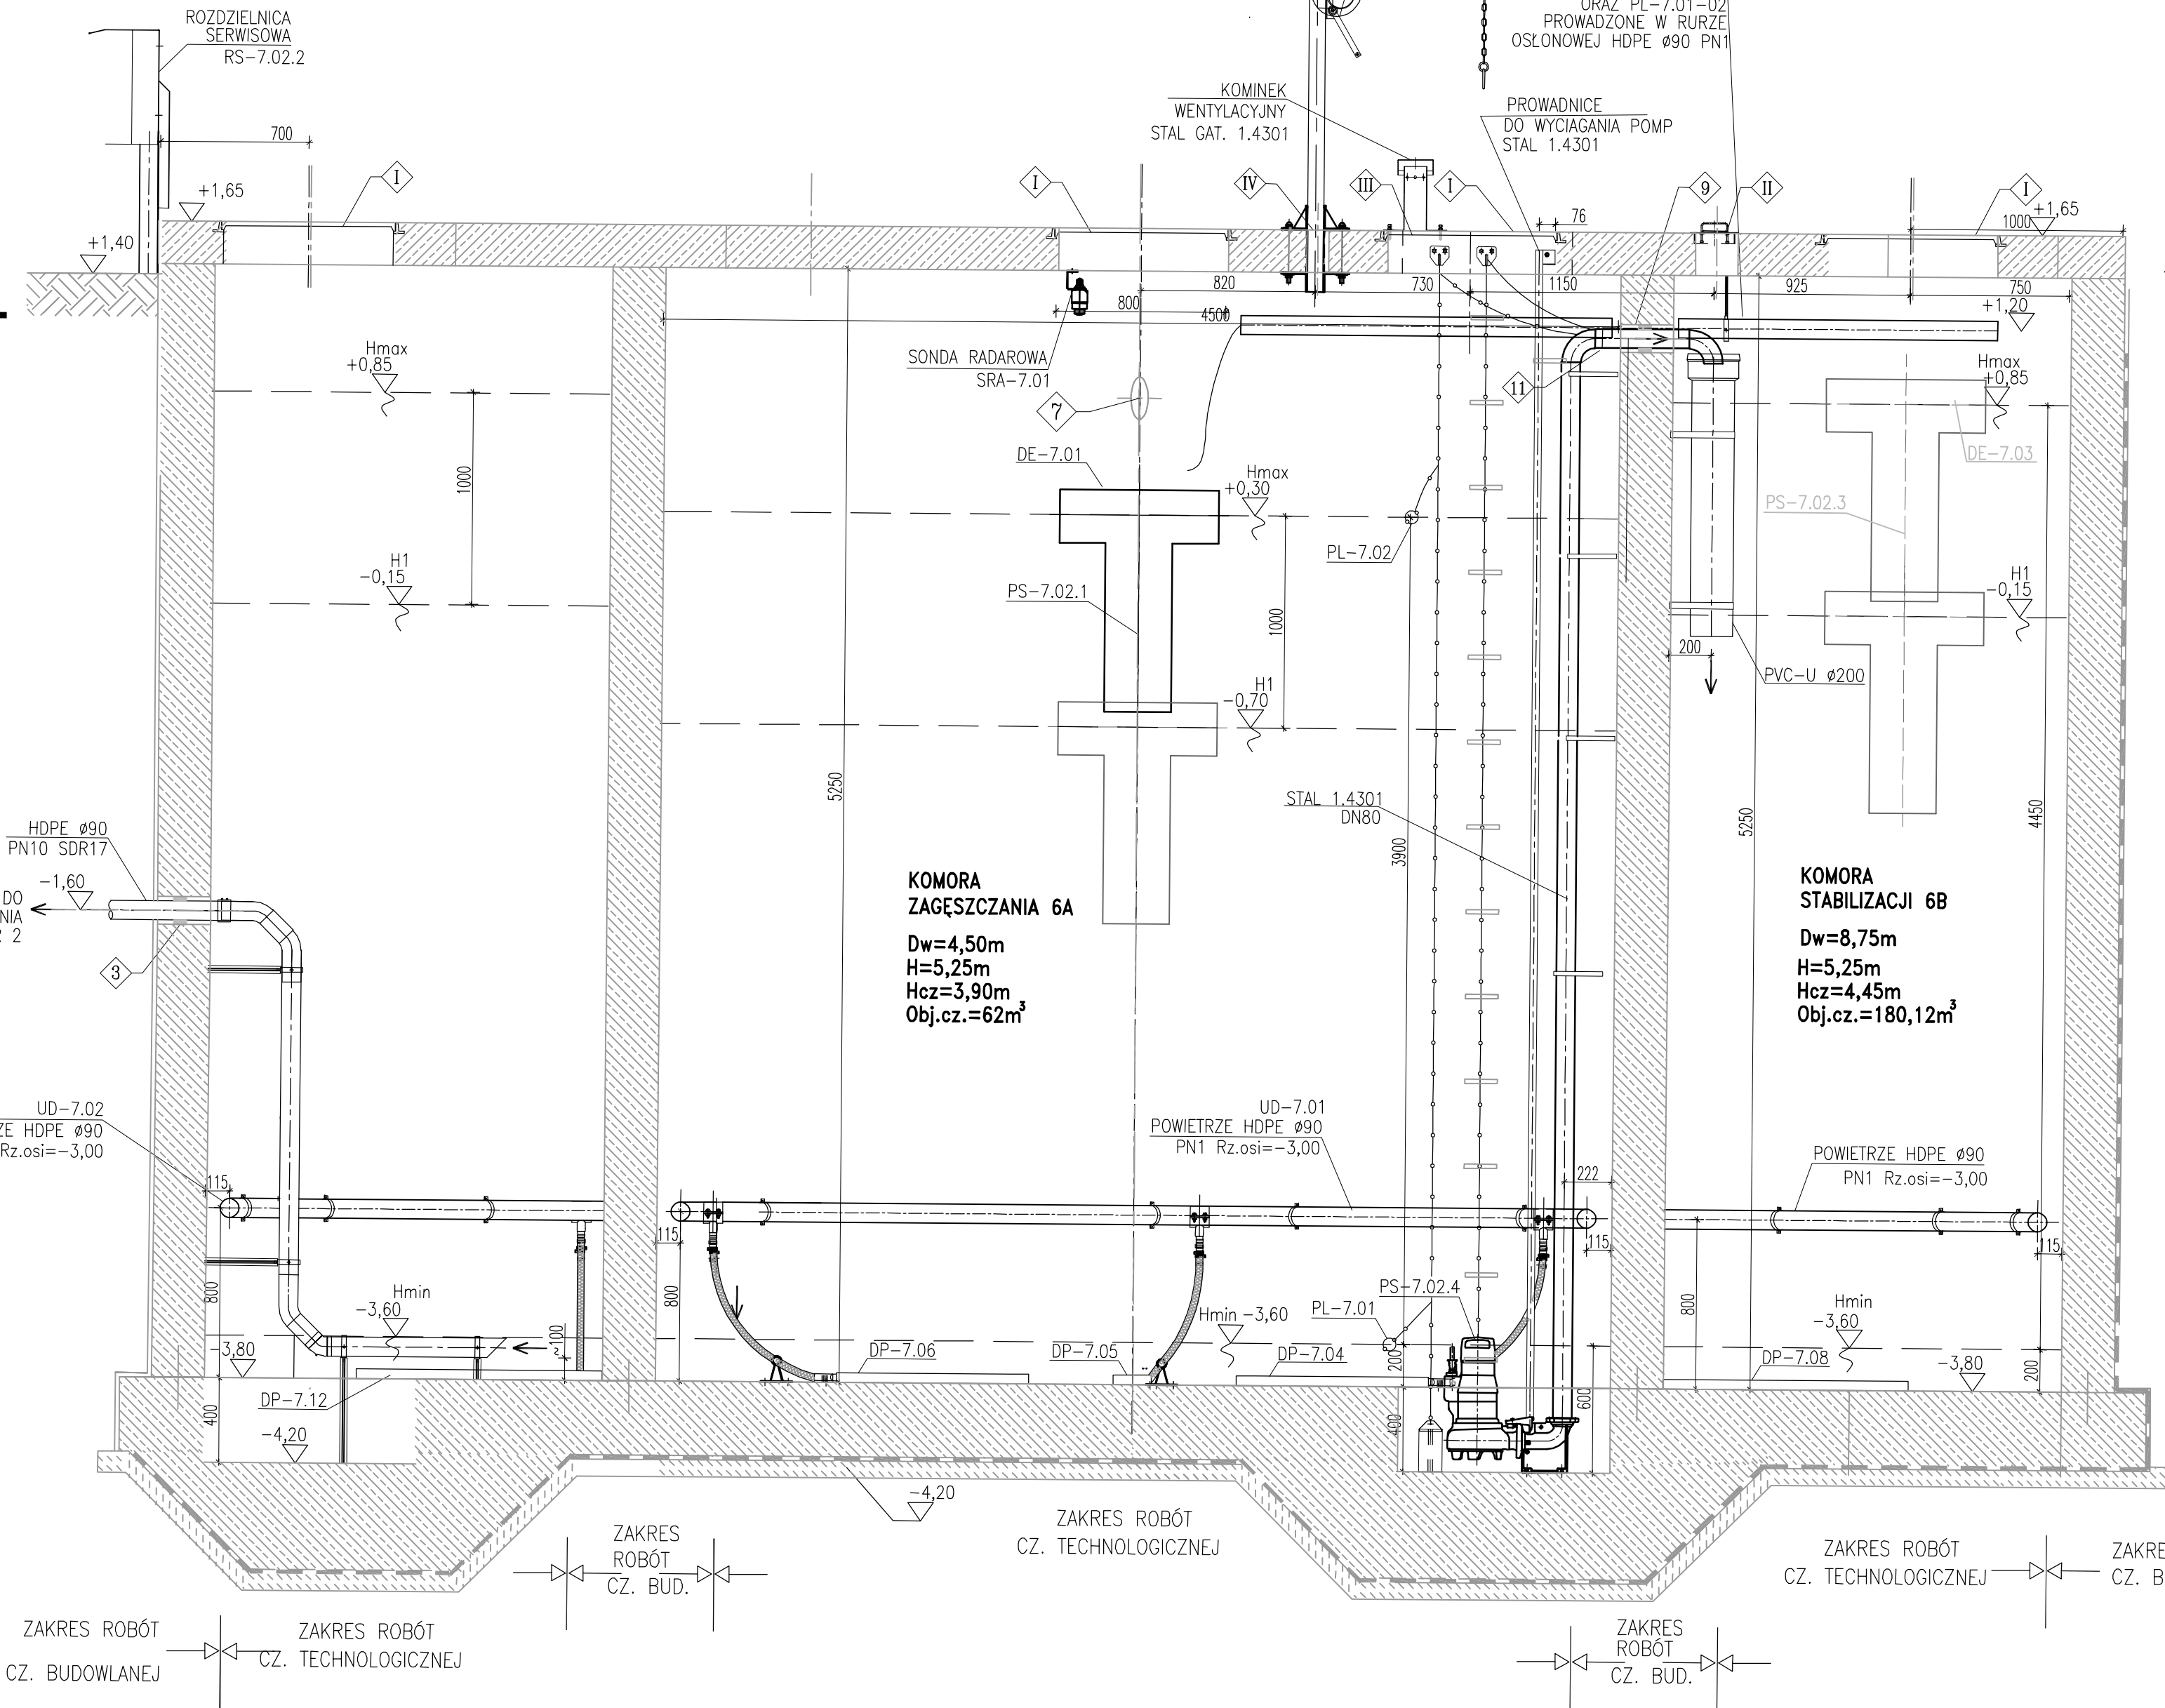 ROZDZIELNICA
SERWISOWA
RS-7.02.2
ORAZ PL-7.01-02
PROWADZONE W RURZE
OSŁONOWEJ HDPE ø90 PN1
KOMINEK
WENTYLACYJNY
STAL GAT. 1.4301
PROWADNICE
DO WYCIAGANIA POMP
STAL 1.4301
700
I
I
IV
III
I
9
II
I
+1,65
+1,40
76
1000
+1,65
820
730
1150
925
750
800
4500
+1,20
SONDA RADAROWA
SRA-7.01
7
11
Hmax
+0,85
Hmax
+0,85
1000
DE-7.01
Hmax
+0,30
DE-7.03
PS-7.02.3
PL-7.02
H1
-0,15
PS-7.02.1
1000
H1
-0,15
200
PVC-U ø200
H1
-0,70
5250
STAL 1.4301
DN80
3900
5250
4450
HDPE ø90
PN10 SDR17
-1,60
DO
NIA
2
3
KOMORA
ZAGĘSZCZANIA 6A
Dw=4,50m
H=5,25m
Hcz=3,90m
Obj.cz.=62m³
KOMORA
STABILIZACJI 6B
Dw=8,75m
H=5,25m
Hcz=4,45m
Obj.cz.=180,12m³
UD-7.02
ZE HDPE ø90
Rz.osi=-3,00
UD-7.01
POWIETRZE HDPE ø90
PN1 Rz.osi=-3,00
POWIETRZE HDPE ø90
PN1 Rz.osi=-3,00
115
222
115
115
115
800
800
800
Hmin
-3,60
Hmin -3,60
PL-7.01
PS-7.02.4
Hmin
-3,60
~100
-3,80
DP-7.06
DP-7.05
DP-7.04
200
DP-7.08
-3,80
200
DP-7.12
400
400
600
-4,20
-4,20
ZAKRES
ROBÓT
CZ. BUD.
ZAKRES ROBÓT
CZ. TECHNOLOGICZNEJ
ZAKRES ROBÓT
CZ. TECHNOLOGICZNEJ
ZAKRE
CZ. B
ZAKRES ROBÓT
CZ. BUDOWLANEJ
ZAKRES ROBÓT
CZ. TECHNOLOGICZNEJ
ZAKRES
ROBÓT
CZ. BUD.